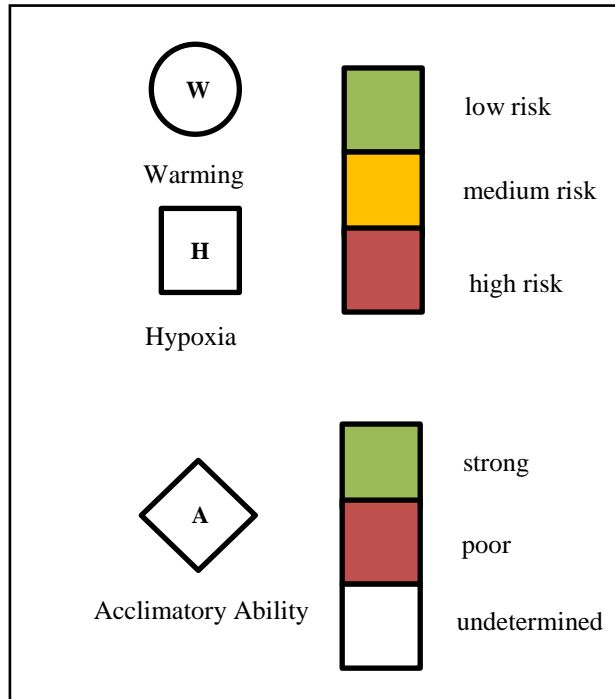 W
Warming
H
Hypoxia
low risk
medium risk
high risk
A
Acclimatory Ability
strong
poor
undetermined